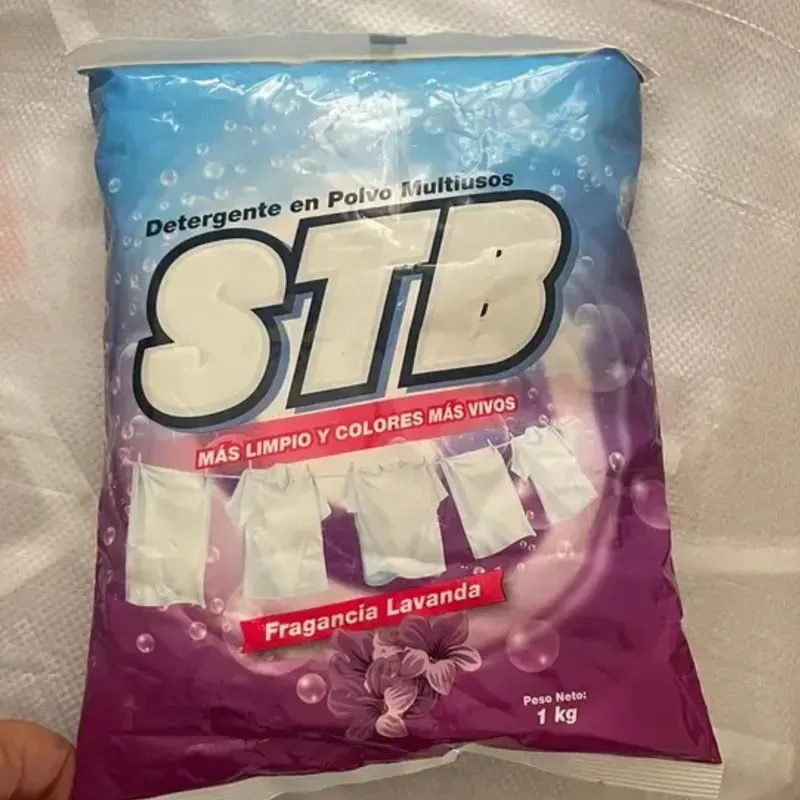 Detergente en Polvo Multiusos
STB
MÁS LIMPIO Y COLORES MÁS VIVOS
Fragancia Lavanda
Peso Neto:
1 kg